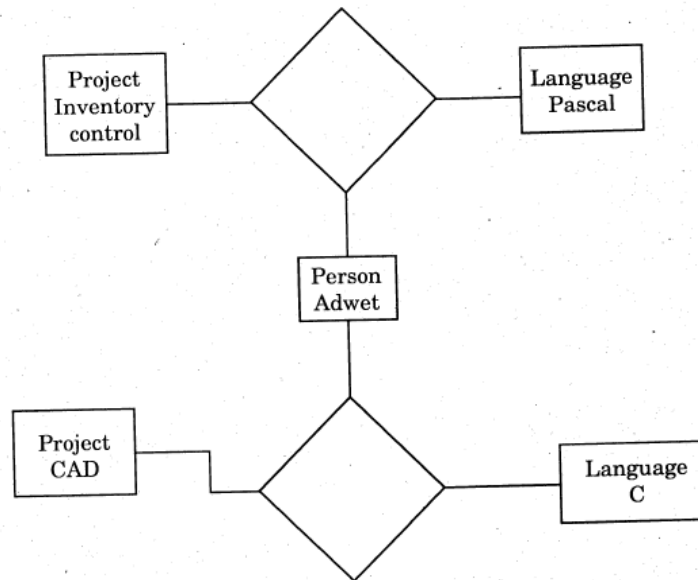 Project
Inventory
control
Language
Pascal
Person
Adwet
Project
CAD
Language
C